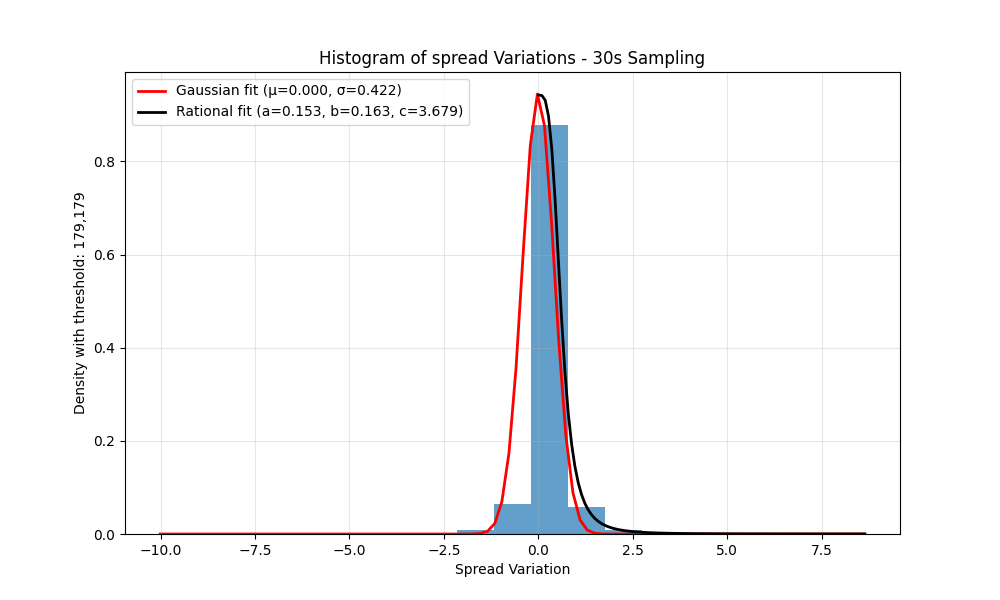 Histogram of spread Variations - 30s Sampling
Gaussian fit (μ=0.000, σ=0.422)
Rational fit (a=0.153, b=0.163, c=3.679)
Density with threshold: 179,179
0.8
0.6
0.4
0.2
0.0
−10.0 −7.5 −5.0 −2.5 0.0 2.5 5.0 7.5
Spread Variation